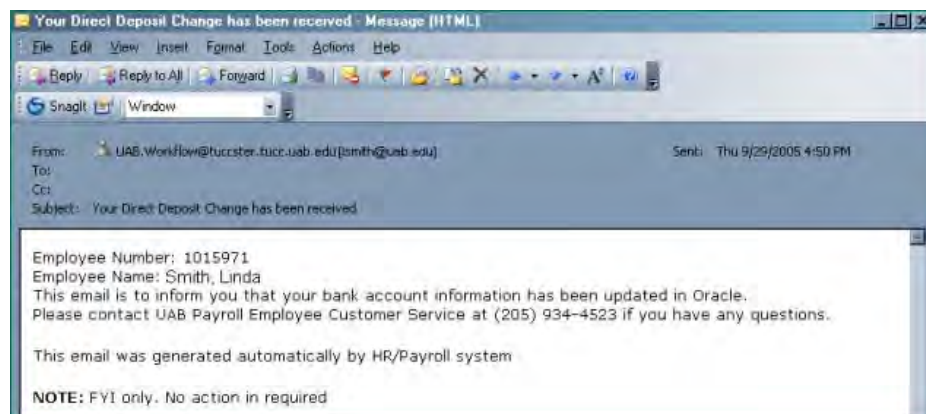 Your Direct Deposit Change has been received - Message (HTML)
File Edit View Insert Format Tools Actions Help
Reply Reply to All Forward
SnagIt Window
From: UAB.Workflow@tuccster.tucc.uab.edu[lsmith@uab.edu] Sent: Thu 9/29/2005 4:50 PM
To:
Cc:
Subject: Your Direct Deposit Change has been received
Employee Number: 1015971
Employee Name: Smith, Linda
This email is to inform you that your bank account information has been updated in Oracle.
Please contact UAB Payroll Employee Customer Service at (205) 934-4523 if you have any questions.
This email was generated automatically by HR/Payroll system
NOTE: FYI only. No action in required